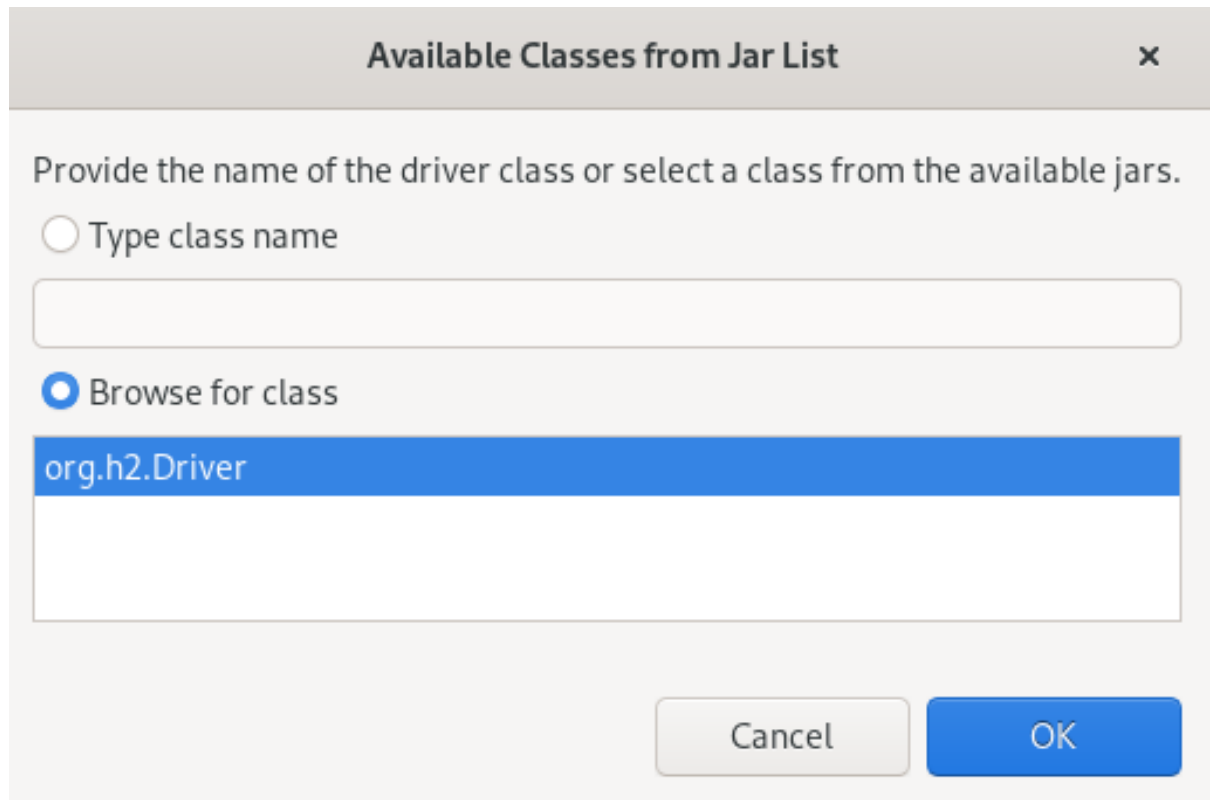 Available Classes from Jar List
Provide the name of the driver class or select a class from the available jars.
Type class name
Browse for class
org.h2.Driver
Cancel
OK